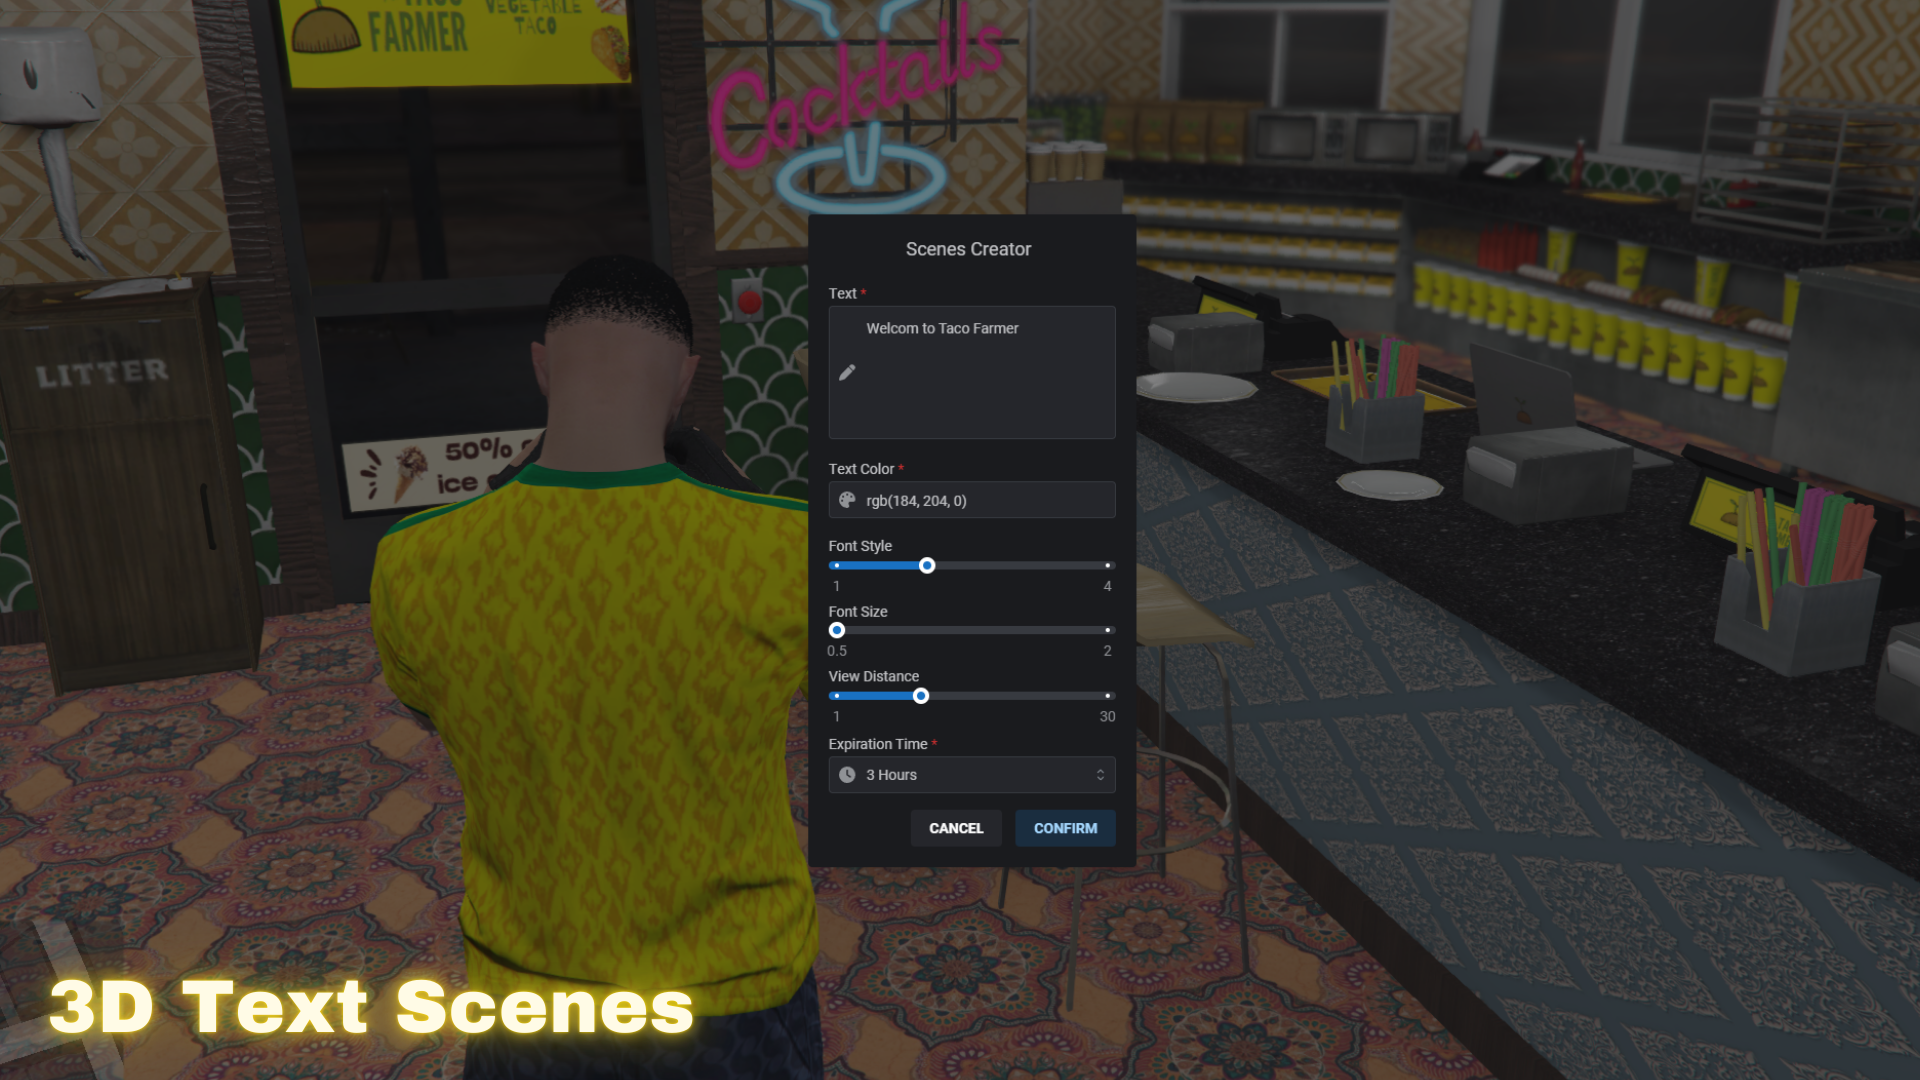 TACO
FARMER
VEGETABLE
TACO
Cocktails
LITTER
50%
ice
Scenes Creator
Text *
Welcom to Taco Farmer
Text Color *
rgb(184, 204, 0)
Font Style
1 4
Font Size
0.5 2
View Distance
1 30
Expiration Time *
3 Hours
CANCEL CONFIRM
3D Text Scenes